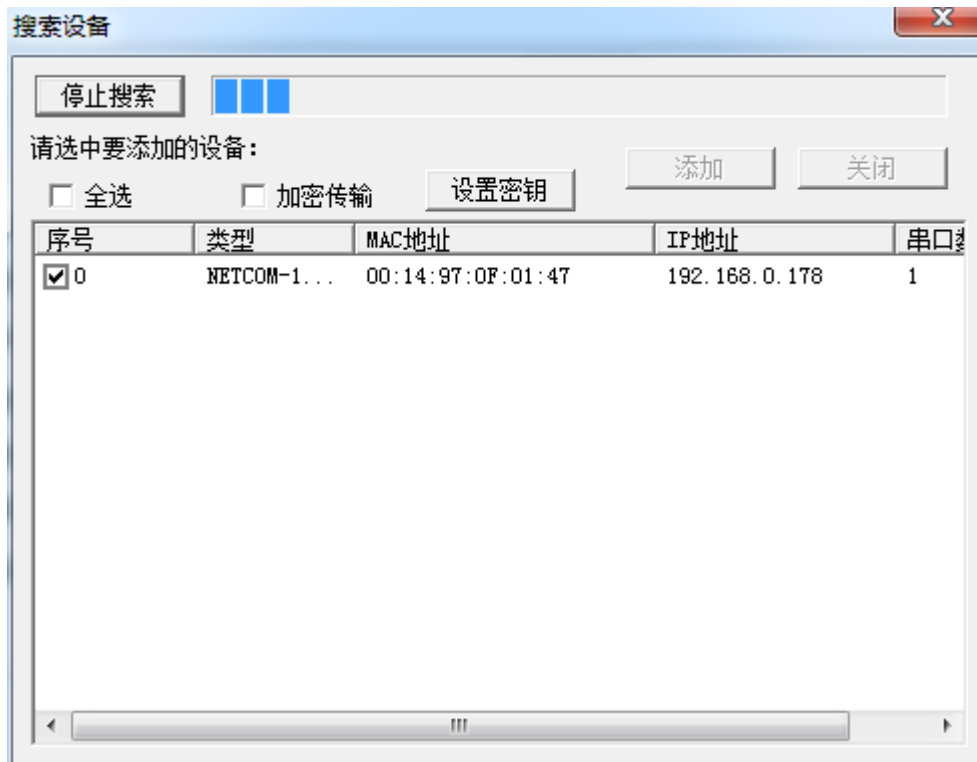 搜索设备
停止搜索
请选中要添加的设备:
添加 关闭
全选 加密传输 设置密钥
序号 类型 MAC地址 IP地址 串口
0 NETCOM-1... 00:14:97:0F:01:47 192.168.0.178 1